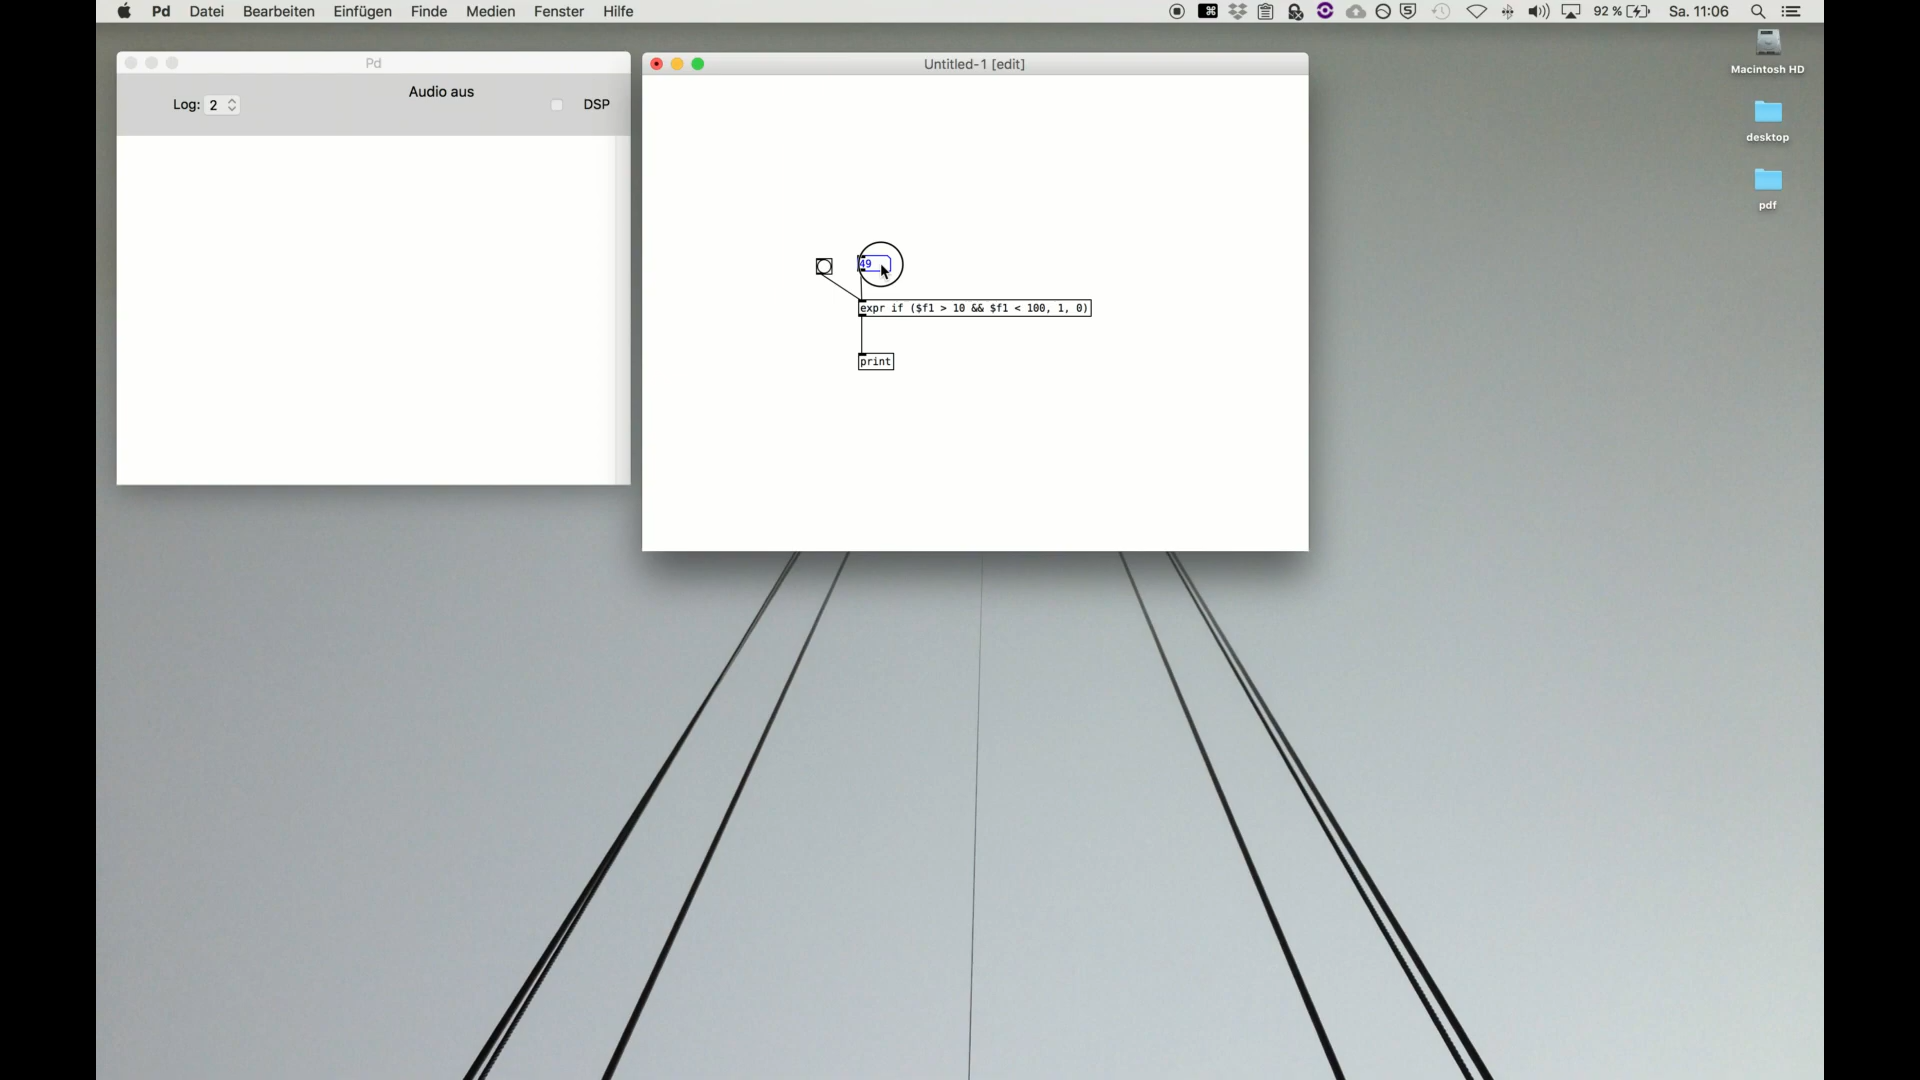 Pd Datei Bearbeiten Einfügen Finde Medien Fenster Hilfe 92 % Sa. 11:06
Macintosh HD
desktop
pdf
Pd
Audio aus
Log: 2 DSP
Untitled-1 [edit]
49
expr if ($f1 > 10 && $f1 < 100, 1, 0)
print